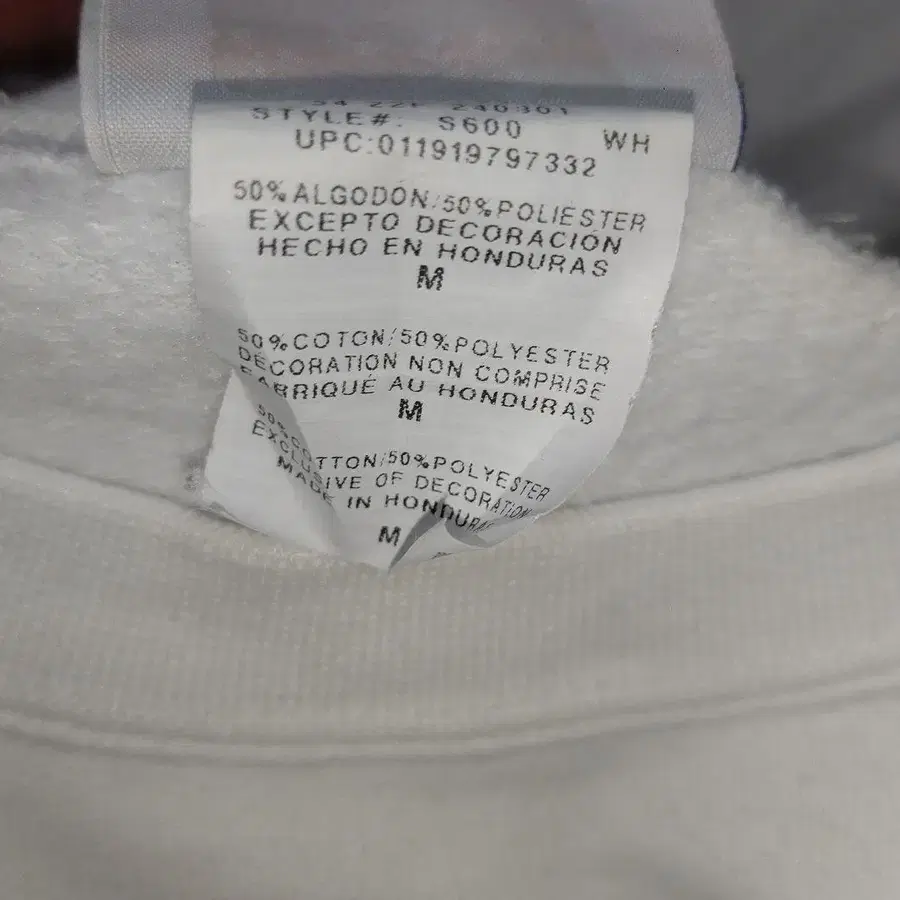 STYLE#: S600 WH
UPC:011919797332
50%ALGODÓN/50%POLIESTER
EXCEPTO DECORACIÓN
HECHO EN HONDURAS
M
50%COTON/50%POLYESTER
DÉCORATION NON COMPRISE
FABRIQUÉ AU HONDURAS
M
50%COTTON/50%POLYESTER
EXCLUSIVE OF DECORATION
MADE IN HONDURAS
M